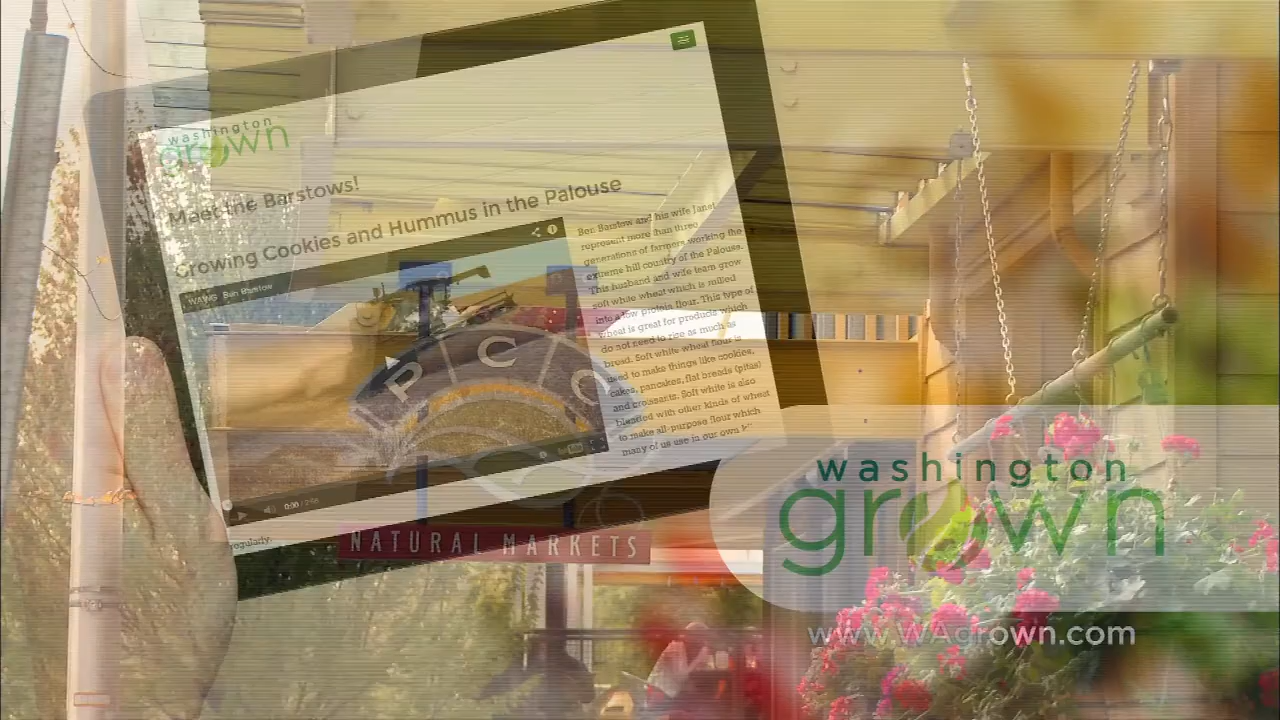 washington
grown
Meet the Barstows!
Growing Cookies and Hummus in the Palouse
WAWG Ben Barstow
Ben Barstow and his wife Janet
represent more than three
generations of farmers working the
extreme hill country of the Palouse.
This husband and wife team grow
soft white wheat which is milled
into a low protein flour. This type of
wheat is great for products which
do not need to rise as much as
bread. Soft white wheat flour is
used to make things like cookies,
cakes, pancakes, flat breads (pitas)
and croissants. Soft white is also
blended with other kinds of wheat
to make all-purpose flour which
many of us use in our own
regularly.
0:00
PCC
NATURAL MARKETS
washington
grown
www.WAgrown.com